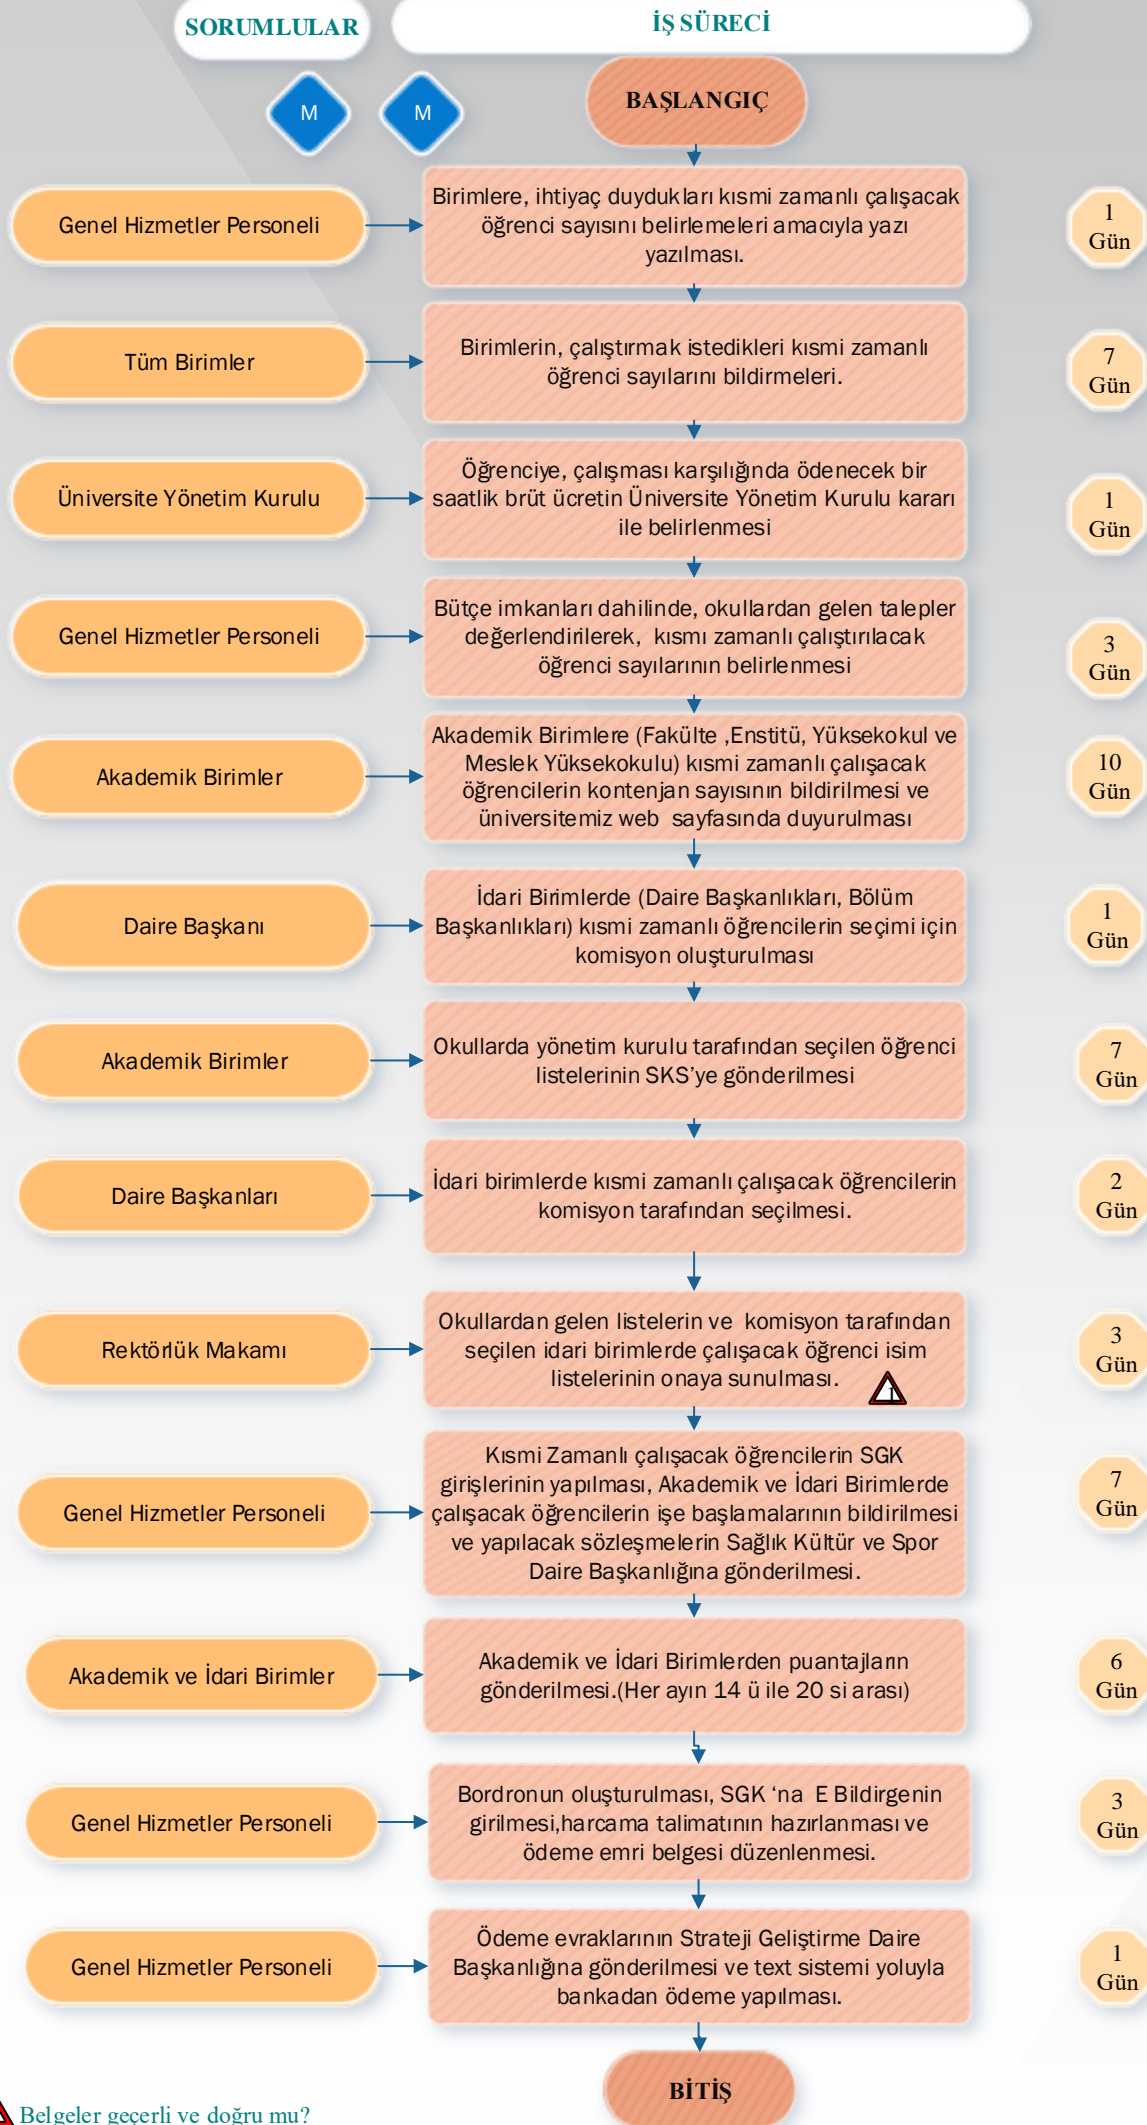 SORUMLULAR
İŞ SÜRECİ
M
M
BAŞLANGIÇ
Genel Hizmetler Personeli
Birimlere, ihtiyaç duydukları kısmi zamanlı çalışacak
öğrenci sayısını belirlemeleri amacıyla yazı
yazılması.
1
Gün
Tüm Birimler
Birimlerin, çalıştırmak istedikleri kısmi zamanlı
öğrenci sayılarını bildirmeleri.
7
Gün
Üniversite Yönetim Kurulu
Öğrenciye, çalışması karşılığında ödenecek bir
saatlik brüt ücretin Üniversite Yönetim Kurulu kararı
ile belirlenmesi
1
Gün
Genel Hizmetler Personeli
Bütçe imkanları dahilinde, okullardan gelen talepler
değerlendirilerek, kısmı zamanlı çalıştırılacak
öğrenci sayılarının belirlenmesi
3
Gün
Akademik Birimler
Akademik Birimlere (Fakülte ,Enstitü, Yüksekokul ve
Meslek Yüksekokulu) kısmi zamanlı çalışacak
öğrencilerin kontenjan sayısının bildirilmesi ve
üniversitemiz web sayfasında duyurulması
10
Gün
Daire Başkanı
İdari Birimlerde (Daire Başkanlıkları, Bölüm
Başkanlıkları) kısmi zamanlı öğrencilerin seçimi için
komisyon oluşturulması
1
Gün
Akademik Birimler
Okullarda yönetim kurulu tarafından seçilen öğrenci
listelerinin SKS’ye gönderilmesi
7
Gün
Daire Başkanları
İdari birimlerde kısmi zamanlı çalışacak öğrencilerin
komisyon tarafından seçilmesi.
2
Gün
Rektörlük Makamı
Okullardan gelen listelerin ve komisyon tarafından
seçilen idari birimlerde çalışacak öğrenci isim
listelerinin onaya sunulması.
1
3
Gün
Genel Hizmetler Personeli
Kısmi Zamanlı çalışacak öğrencilerin SGK
girişlerinin yapılması, Akademik ve İdari Birimlerde
çalışacak öğrencilerin işe başlamalarının bildirilmesi
ve yapılacak sözleşmelerin Sağlık Kültür ve Spor
Daire Başkanlığına gönderilmesi.
7
Gün
Akademik ve İdari Birimler
Akademik ve İdari Birimlerden puantajların
gönderilmesi.(Her ayın 14 ü ile 20 si arası)
6
Gün
Genel Hizmetler Personeli
Bordronun oluşturulması, SGK ‘na E Bildirgenin
girilmesi,harcama talimatının hazırlanması ve
ödeme emri belgesi düzenlenmesi.
3
Gün
Genel Hizmetler Personeli
Ödeme evraklarının Strateji Geliştirme Daire
Başkanlığına gönderilmesi ve text sistemi yoluyla
bankadan ödeme yapılması.
1
Gün
BİTİŞ
Belgeler geçerli ve doğru mu?